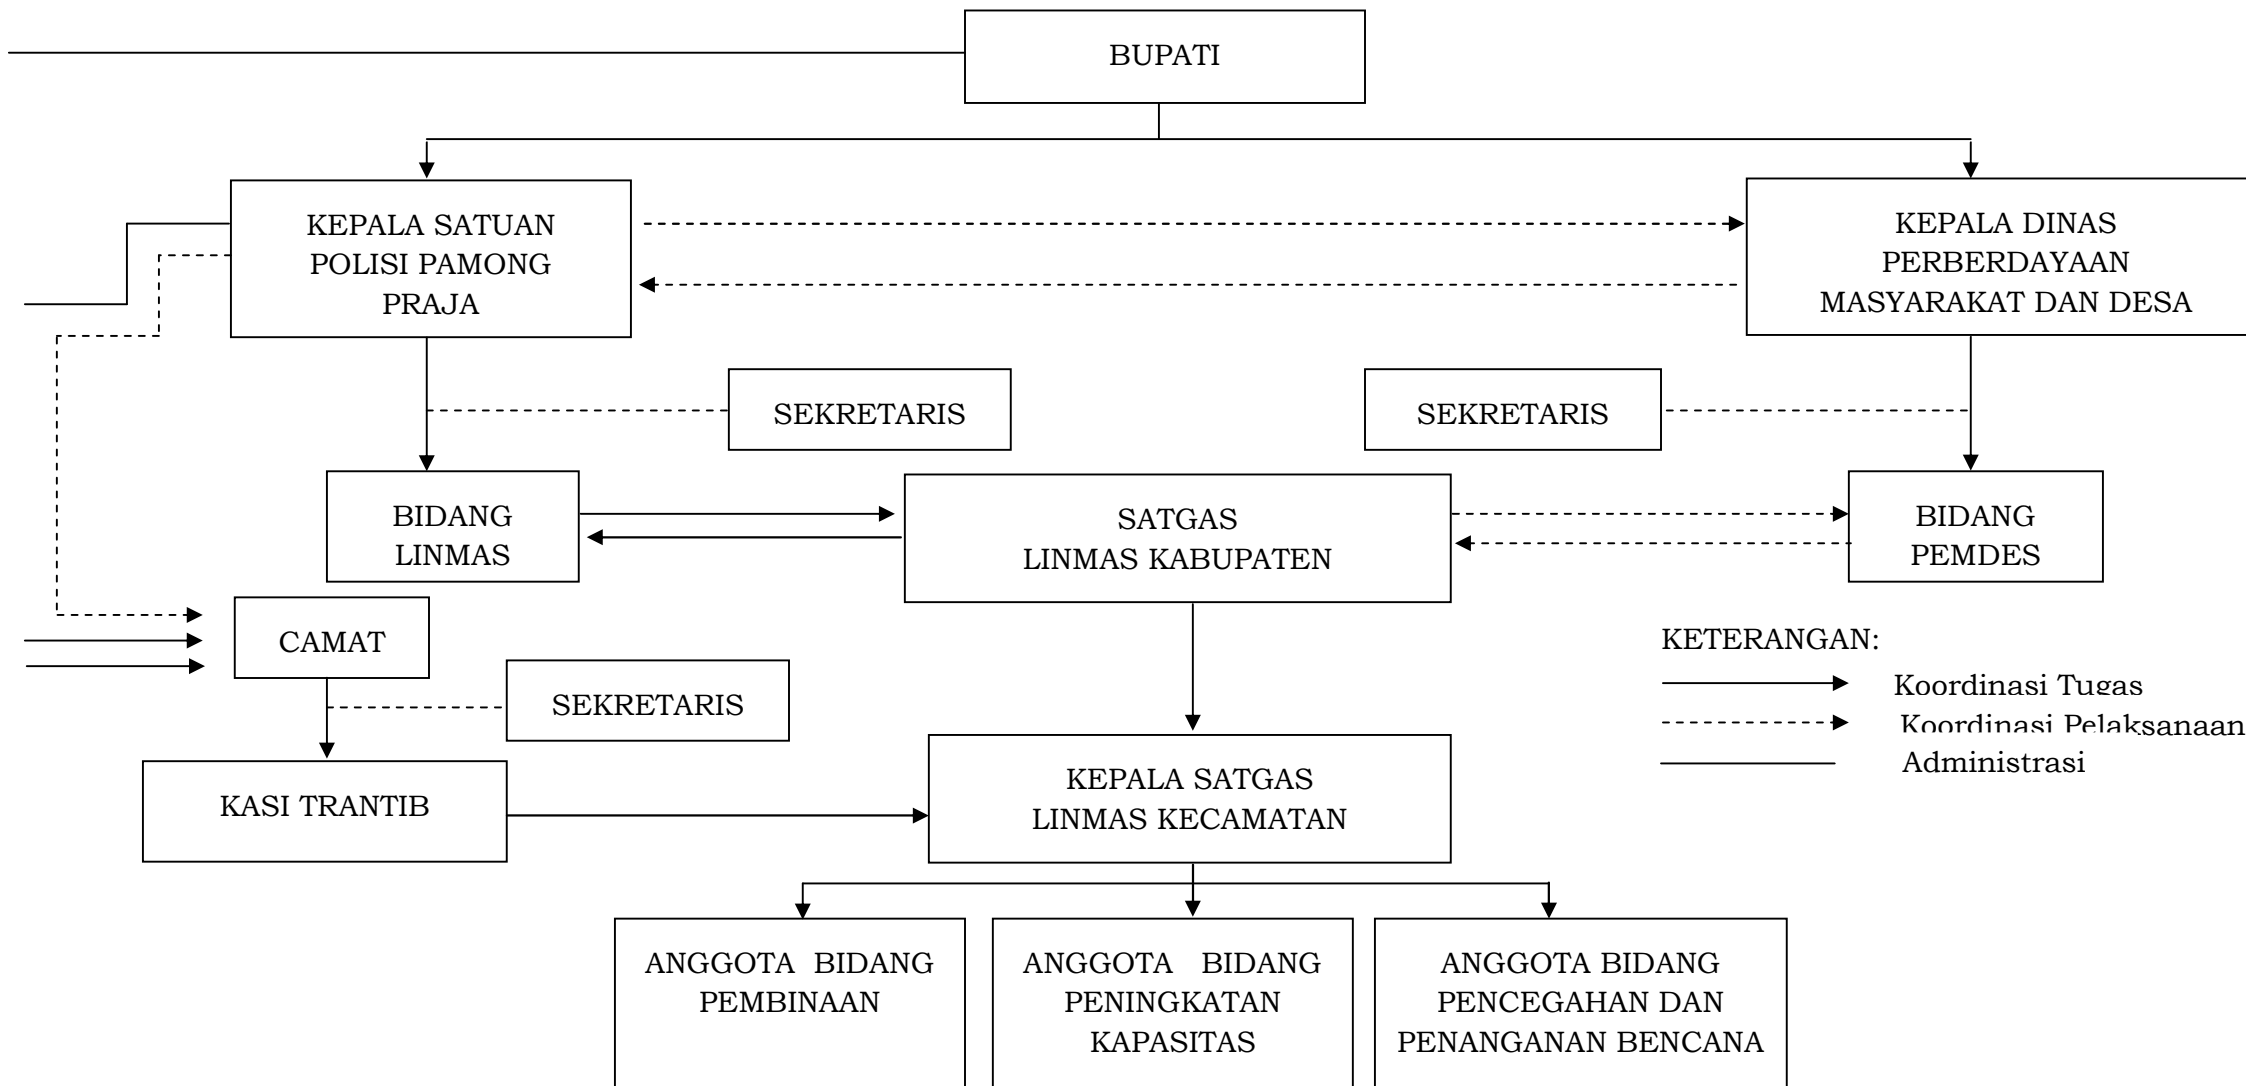 BUPATI
KEPALA SATUAN
POLISI PAMONG
PRAJA
KEPALA DINAS
PERBERDAYAAN
MASYARAKAT DAN DESA
SEKRETARIS
SEKRETARIS
BIDANG
LINMAS
SATGAS
LINMAS KABUPATEN
BIDANG
PEMDES
CAMAT
SEKRETARIS
KETERANGAN:
Koordinasi Tugas
Koordinasi Pelaksanaan
Administrasi
KASI TRANTIB
KEPALA SATGAS
LINMAS KECAMATAN
ANGGOTA BIDANG
PEMBINAAN
ANGGOTA BIDANG
PENINGKATAN
KAPASITAS
ANGGOTA BIDANG
PENCEGAHAN DAN
PENANGANAN BENCANA